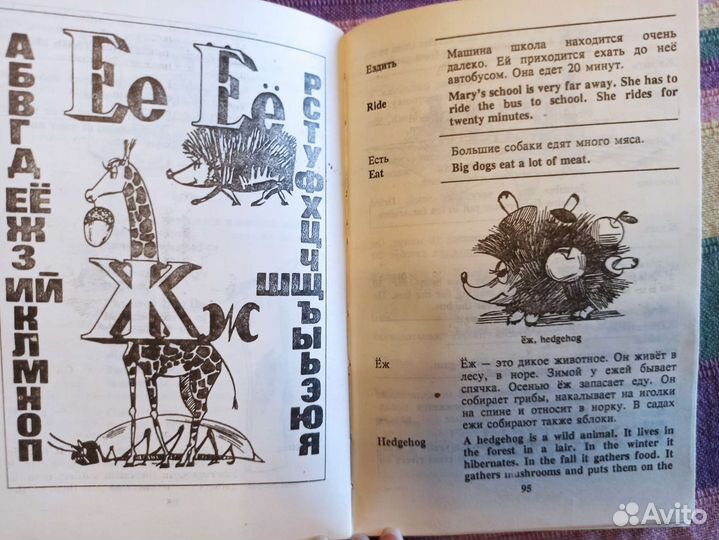 Ее Ёё
А
Б
В
Г
Д
Е Ё
Ж
З
И Й
К
Л
М
Н
О
П
Р
С
Т
У
Ф
Х
Ц
Ч
Ш Щ
Ъ
Ы
Ь
Э
Ю
Я
Жж
Ездить
Машина школа находится очень
далеко. Ей приходится ехать до неё
автобусом. Она едет 20 минут.
Ride
Mary's school is very far away. She has to
ride the bus to school. She rides for
twenty minutes.
Есть
Большие собаки едят много мяса.
Eat
Big dogs eat a lot of meat.
ёж, hedgehog
Ёж
Ёж — это дикое животное. Он живёт в
лесу, в норе. Зимой у ежей бывает
спячка. Осенью ёж запасает еду. Он
собирает грибы, накалывает на иголки
на спине и относит в норку. В садах
ежи собирают также яблоки.
Hedgehog
A hedgehog is a wild animal. It lives in
the forest in a lair. In the winter it
hibernates. In the fall it gathers food. It
gathers mushrooms and puts them on the
95
Avito